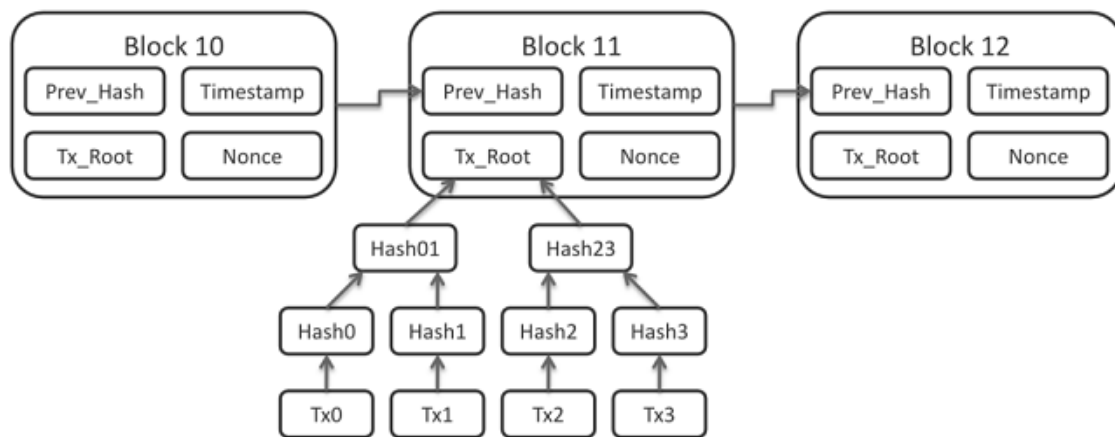 Block 10
Block 11
Block 12
Prev_Hash
Timestamp
Prev_Hash
Timestamp
Prev_Hash
Timestamp
Tx_Root
Nonce
Tx_Root
Nonce
Tx_Root
Nonce
Hash01
Hash23
Hash0
Hash1
Hash2
Hash3
Tx0
Tx1
Tx2
Tx3